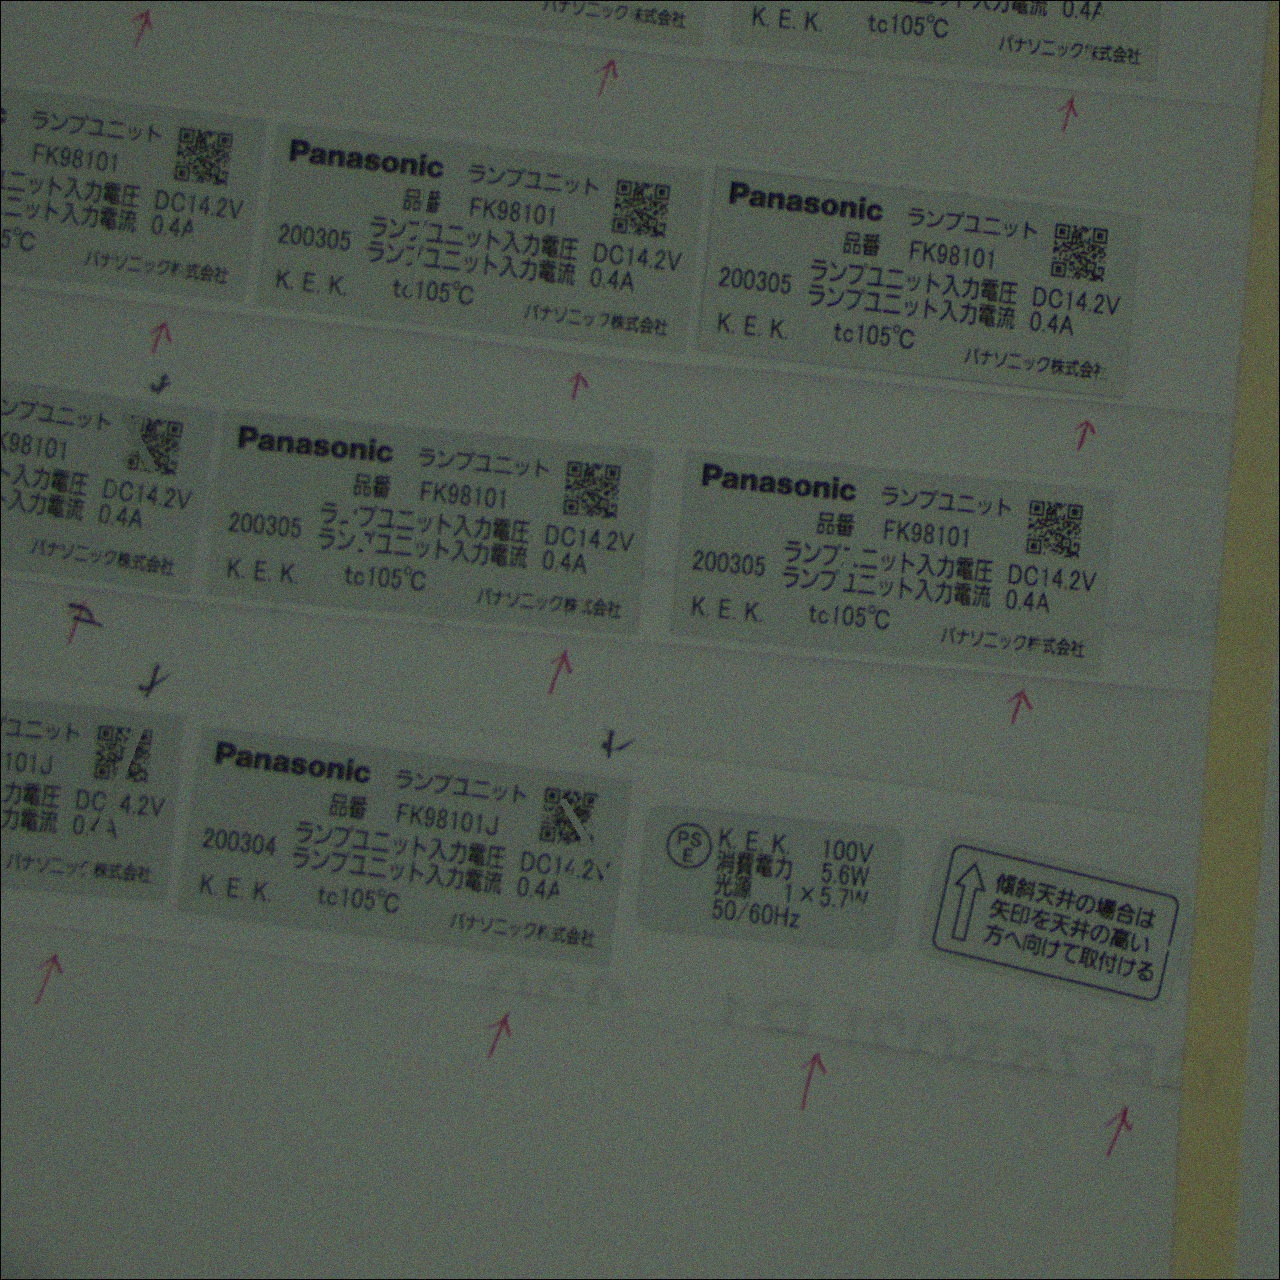 パナソニック 株式会社
ランプユニット入力電流 0.4A
K. E. K. tc105℃
パナソニック株式会社
ランプユニット
FK98101
ニット入力電圧 DC14.2V
ニット入力電流 0.4A
5℃
パナソニック株式会社
Panasonic ランプユニット
品番 FK98101
200305 ランプユニット入力電圧 DC14.2V
ランプユニット入力電流 0.4A
K. E. K. tc105℃
パナソニック株式会社
Panasonic ランプユニット
品番 FK98101
200305 ランプユニット入力電圧 DC14.2V
ランプユニット入力電流 0.4A
K. E. K. tc105℃
パナソニック株式会社
ンプユニット
K98101
ト入力電圧 DC14.2V
ト入力電流 0.4A
パナソニック株式会社
Panasonic ランプユニット
品番 FK98101
200305 ランプユニット入力電圧 DC14.2V
ランプユニット入力電流 0.4A
K. E. K. tc105℃
パナソニック株式会社
Panasonic ランプユニット
品番 FK98101
200305 ランプユニット入力電圧 DC14.2V
ランプユニット入力電流 0.4A
K. E. K. tc105℃
パナソニック株式会社
プユニット
101J
力電圧 DC 4.2V
力電流
パナソニック株式会社
Panasonic ランプユニット
品番 FK98101J
200304 ランプユニット入力電圧 DC14.2V
ランプユニット入力電流 0.4A
K. E. K. tc105℃
パナソニック株式会社
PS E
K. E. K. 100V
消費電力 5.6W
光源 1×5.7W
50/60Hz
傾斜天井の場合は
矢印を天井の高い
方へ向けて取付ける